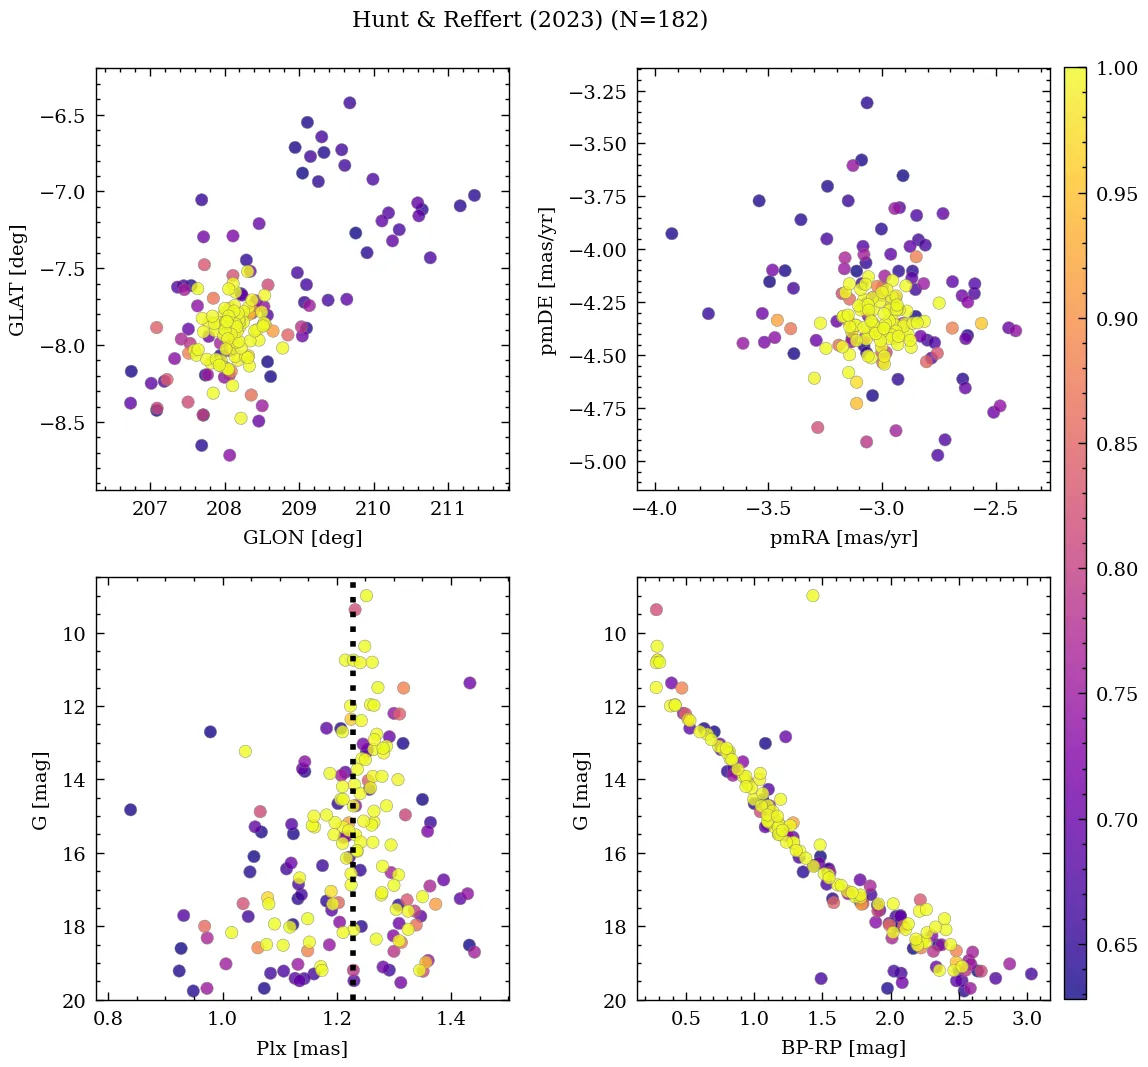 Hunt & Reffert (2023) (N=182)
GLAT [deg]
−6.5
−7.0
−7.5
−8.0
−8.5
207 208 209 210 211
GLON [deg]
pmDE [mas/yr]
−3.25
−3.50
−3.75
−4.00
−4.25
−4.50
−4.75
−5.00
−4.0 −3.5 −3.0 −2.5
pmRA [mas/yr]
1.00
0.95
0.90
0.85
0.80
0.75
0.70
0.65
G [mag]
10
12
14
16
18
20
0.8 1.0 1.2 1.4
Plx [mas]
G [mag]
10
12
14
16
18
20
0.5 1.0 1.5 2.0 2.5 3.0
BP-RP [mag]